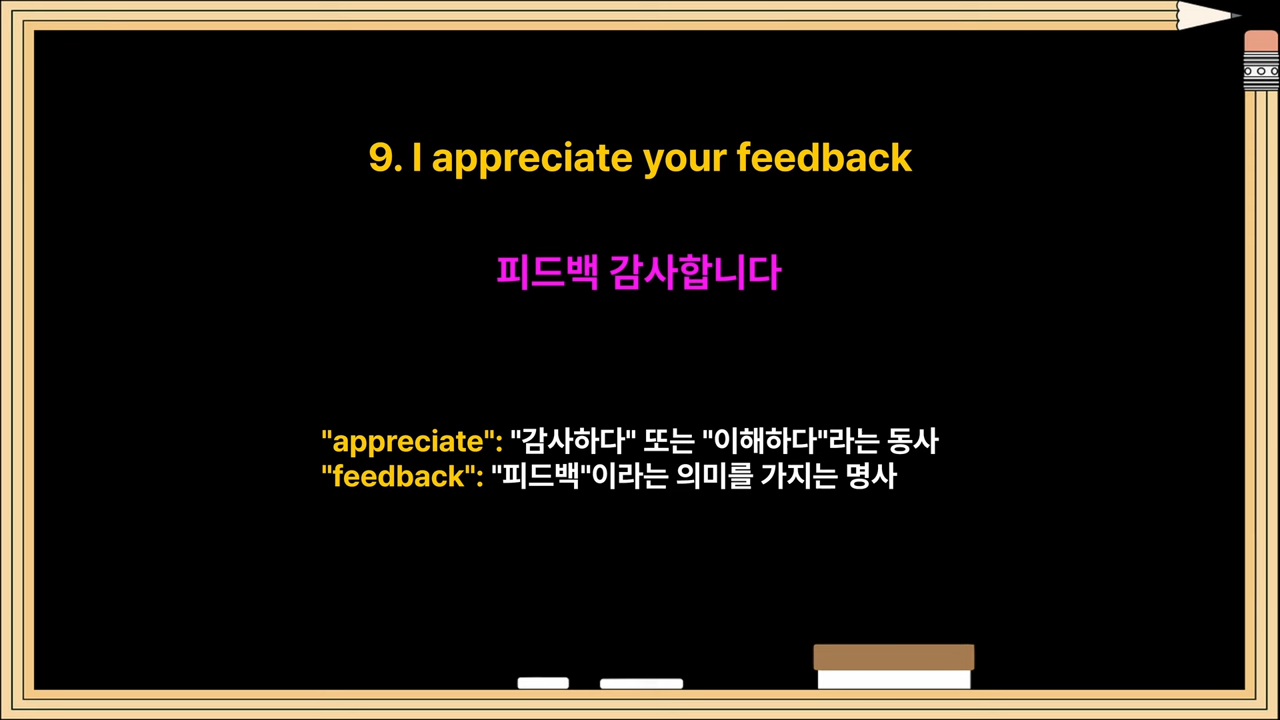 9. I appreciate your feedback
피드백 감사합니다
"appreciate": "감사하다" 또는 "이해하다"라는 동사
"feedback": "피드백"이라는 의미를 가지는 명사